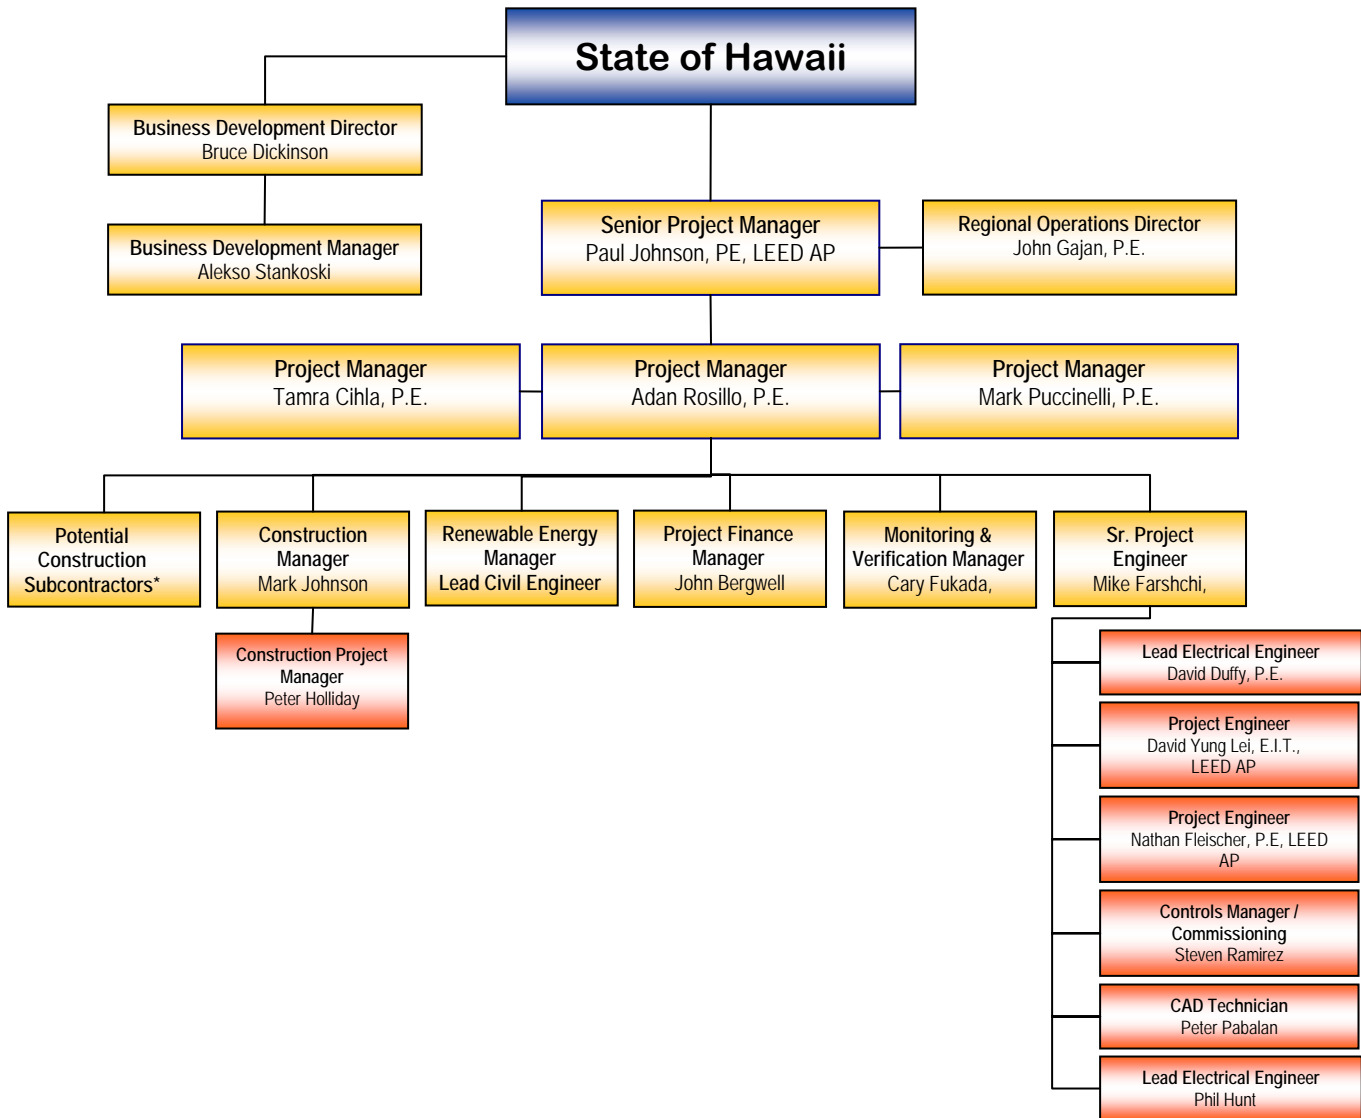 State of Hawaii
Business Development Director
Bruce Dickinson
Business Development Manager
Alekso Stankoski
Senior Project Manager
Paul Johnson, PE, LEED AP
Regional Operations Director
John Gajan, P.E.
Project Manager
Tamra Cihla, P.E.
Project Manager
Adan Rosillo, P.E.
Project Manager
Mark Puccinelli, P.E.
Potential
Construction
Subcontractors*
Construction
Manager
Mark Johnson
Renewable Energy
Manager
Lead Civil Engineer
Project Finance
Manager
John Bergwell
Monitoring &
Verification Manager
Cary Fukada,
Sr. Project
Engineer
Mike Farshchi,
Construction Project
Manager
Peter Holliday
Lead Electrical Engineer
David Duffy, P.E.
Project Engineer
David Yung Lei, E.I.T.,
LEED AP
Project Engineer
Nathan Fleischer, P.E, LEED
AP
Controls Manager /
Commissioning
Steven Ramirez
CAD Technician
Peter Pabalan
Lead Electrical Engineer
Phil Hunt